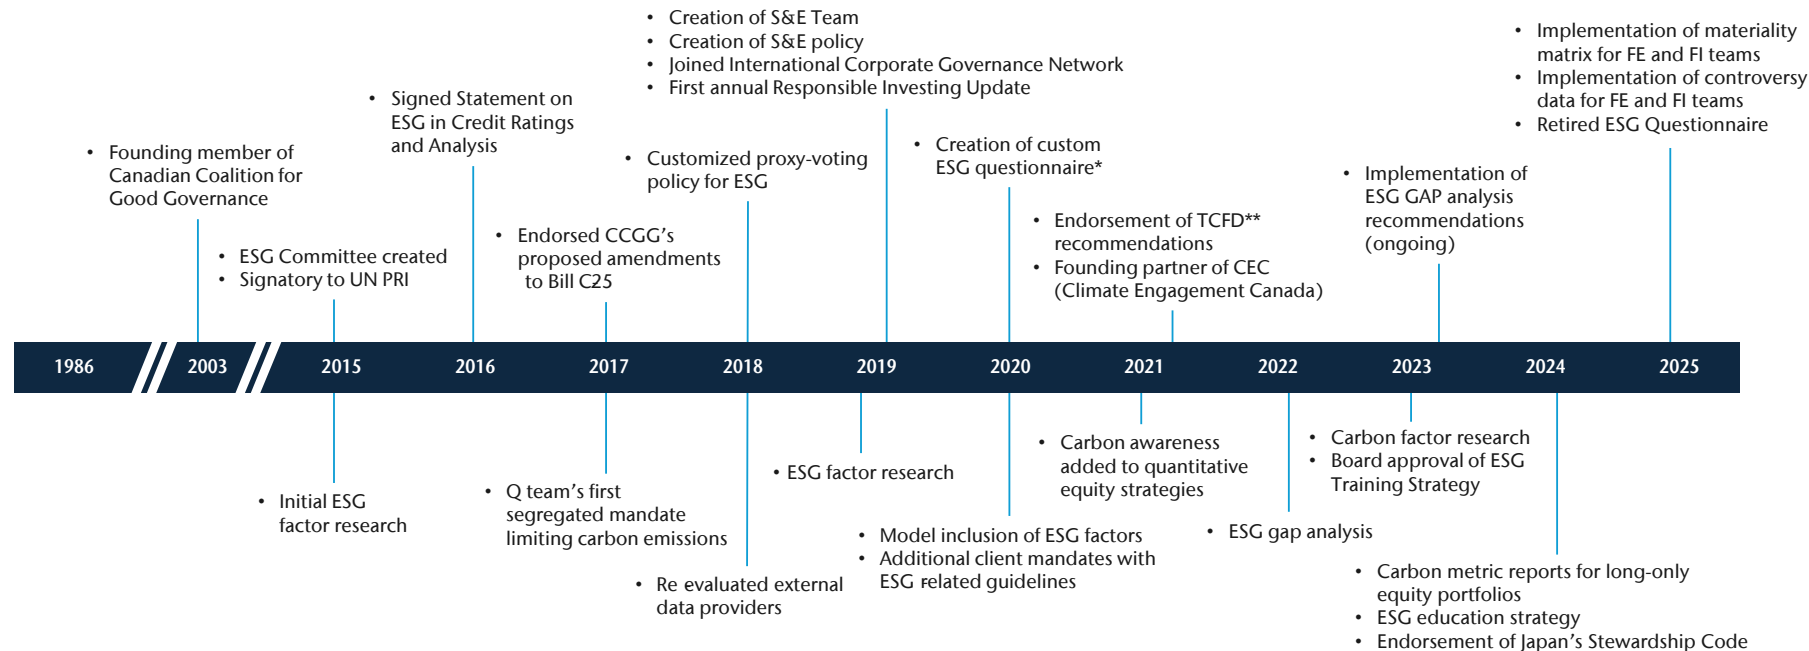 • Creation of S&E Team
• Creation of S&E policy
• Joined International Corporate Governance Network
• First annual Responsible Investing Update
• Implementation of materiality
matrix for FE and FI teams
• Implementation of controversy
data for FE and FI teams
• Retired ESG Questionnaire
• Signed Statement on
ESG in Credit Ratings
and Analysis
• Founding member of
Canadian Coalition for
Good Governance
• Customized proxy-voting
policy for ESG
• Creation of custom
ESG questionnaire*
• Implementation of
ESG GAP analysis
recommendations
(ongoing)
• ESG Committee created
• Signatory to UN PRI
• Endorsed CCGG's
proposed amendments
to Bill C-25
• Endorsement of TCFD**
recommendations
• Founding partner of CEC
(Climate Engagement Canada)
1986 2003 2015 2016 2017 2018 2019 2020 2021 2022 2023 2024 2025
• Initial ESG
factor research
• Q team's first
segregated mandate
limiting carbon emissions
• Re evaluated external
data providers
• ESG factor research
• Model inclusion of ESG factors
• Additional client mandates with
ESG-related guidelines
• Carbon awareness
added to quantitative
equity strategies
• ESG gap analysis
• Carbon factor research
• Board approval of ESG
Training Strategy
• Carbon metric reports for long-only
equity portfolios
• ESG education strategy
• Endorsement of Japan's Stewardship Code